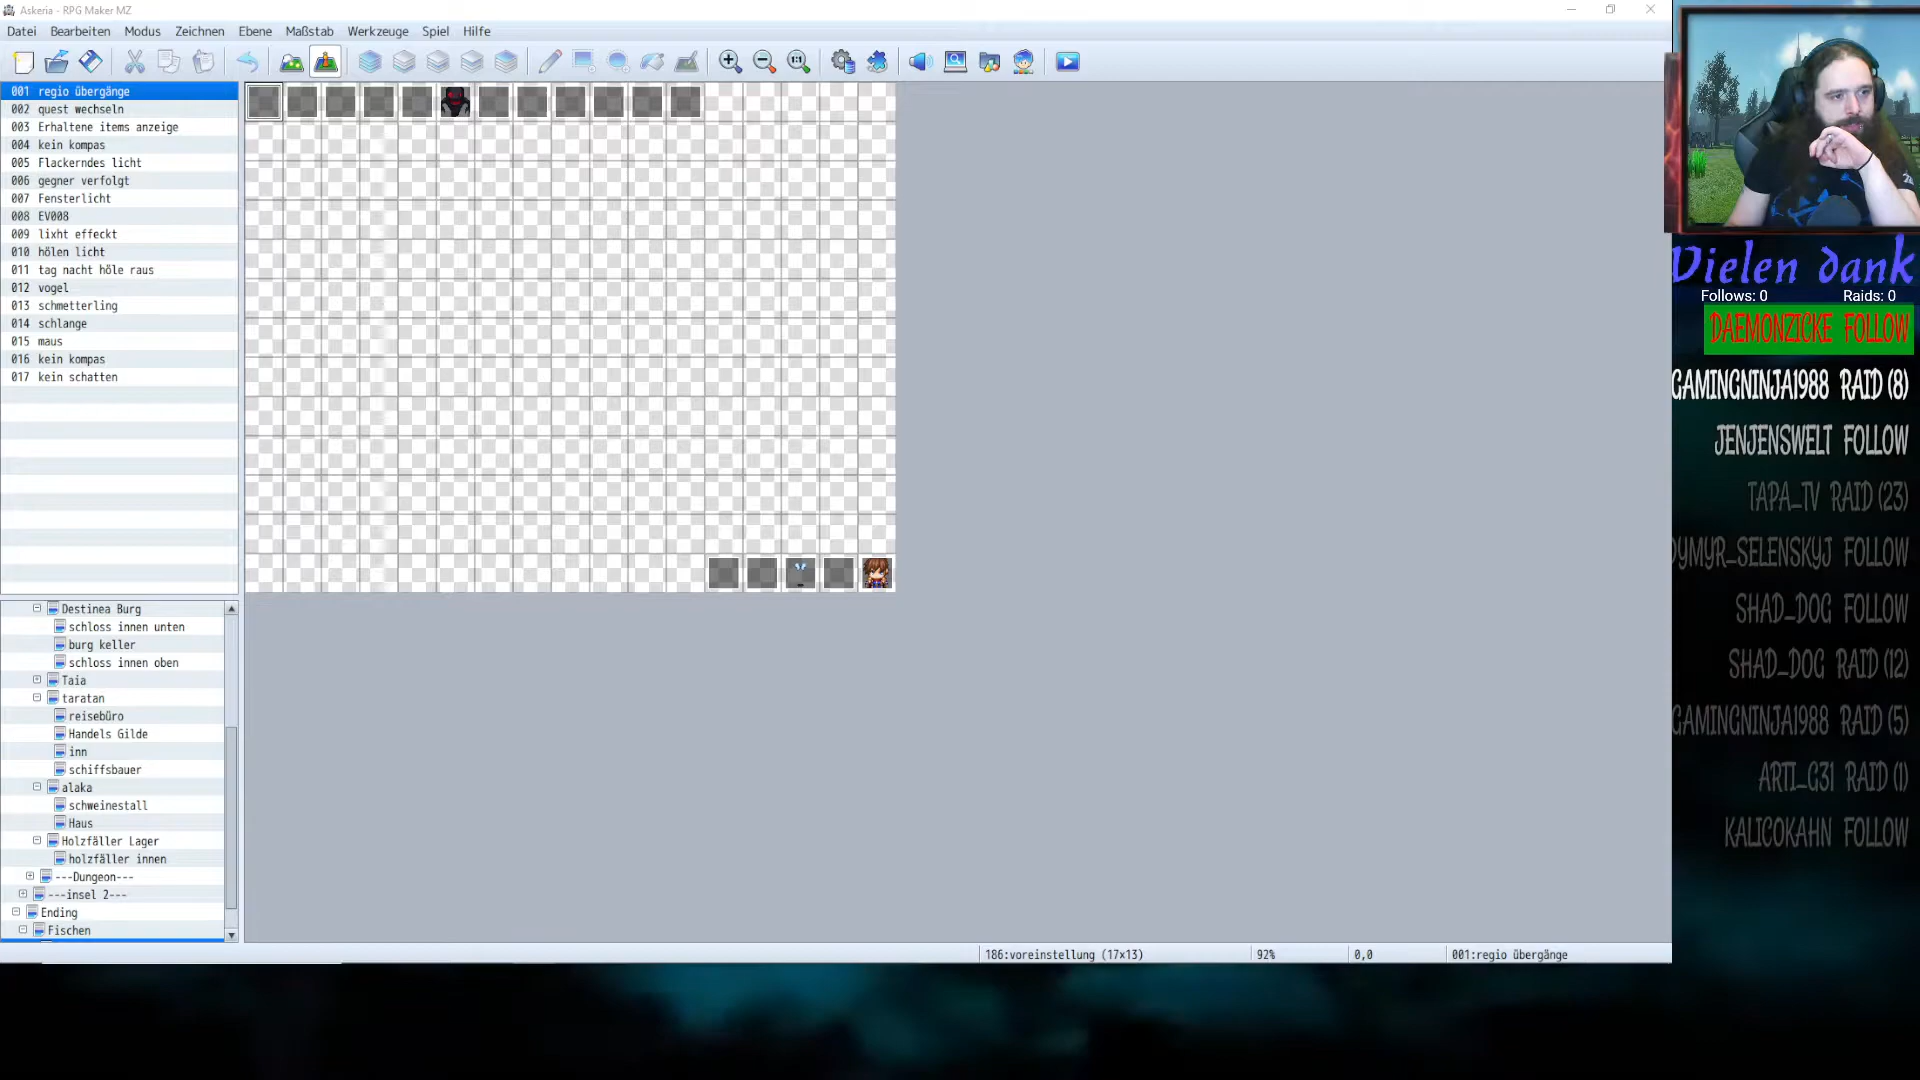 Askeria - RPG Maker MZ
Datei Bearbeiten Modus Zeichnen Ebene Maßstab Werkzeuge Spiel Hilfe
1:1
001 regio übergänge
002 quest wechseln
003 Erhaltene items anzeige
004 kein kompas
005 Flackerndes licht
006 gegner verfolgt
007 Fensterlicht
008 EV008
009 lixht effeckt
010 hölen licht
011 tag nacht höle raus
012 vogel
013 schmetterling
014 schlange
015 maus
016 kein kompas
017 kein schatten
Destinea Burg
schloss innen unten
burg keller
schloss innen oben
Taia
taratan
reisebüro
Handels Gilde
inn
schiffsbauer
alaka
schweinestall
Haus
Holzfäller Lager
holzfäller innen
---Dungeon---
---insel 2---
Ending
Fischen
186:voreinstellung (17x13) 92% 0,0 001:regio übergänge
Vielen dank
Follows: 0 Raids: 0
DAEMONZICKE FOLLOW
GAMINGNINJA1988 RAID (8)
JENJENSWELT FOLLOW
TAPA_TV RAID (23)
DYMYR_SELENSKYJ FOLLOW
SHAD_DOG FOLLOW
SHAD_DOG RAID (12)
GAMINGNINJA1988 RAID (5)
ARTI_G31 RAID (1)
KALICOKAHN FOLLOW